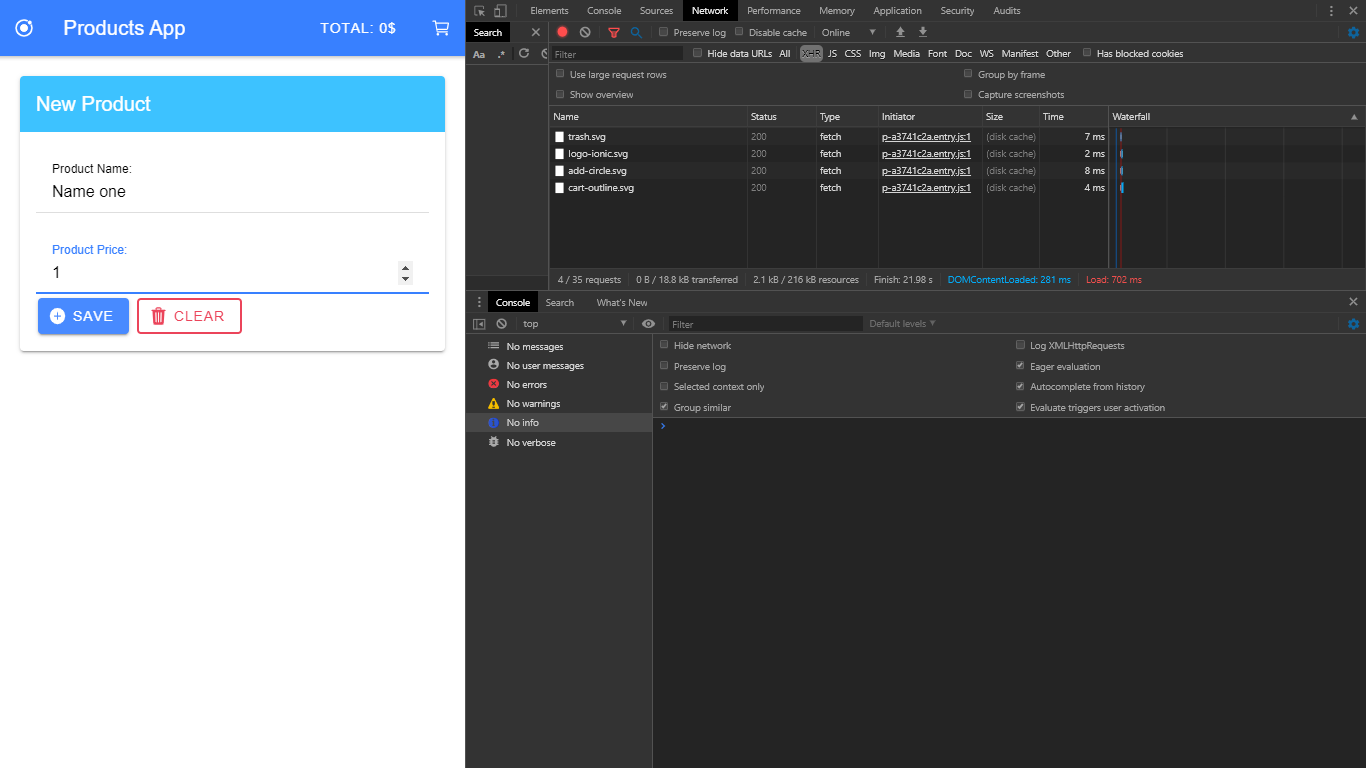 Products App TOTAL: 0$
New Product
Product Name:
Name one
Product Price:
1
SAVE CLEAR
Elements Console Sources Network Performance Memory Application Security Audits
Search
Aa .*
Preserve log Disable cache Online
Filter Hide data URLs All XHR JS CSS Img Media Font Doc WS Manifest Other Has blocked cookies
Use large request rows Group by frame
Show overview Capture screenshots
Name Status Type Initiator Size Time Waterfall
trash.svg 200 fetch p-a3741c2a.entry.js:1 (disk cache) 7 ms
logo-ionic.svg 200 fetch p-a3741c2a.entry.js:1 (disk cache) 2 ms
add-circle.svg 200 fetch p-a3741c2a.entry.js:1 (disk cache) 8 ms
cart-outline.svg 200 fetch p-a3741c2a.entry.js:1 (disk cache) 4 ms
4 / 35 requests 0 B / 18.8 kB transferred 2.1 kB / 216 kB resources Finish: 21.98 s DOMContentLoaded: 281 ms Load: 702 ms
Console Search What's New
top Filter Default levels
No messages
No user messages
No errors
No warnings
No info
No verbose
Hide network Log XMLHttpRequests
Preserve log Eager evaluation
Selected context only Autocomplete from history
Group similar Evaluate triggers user activation